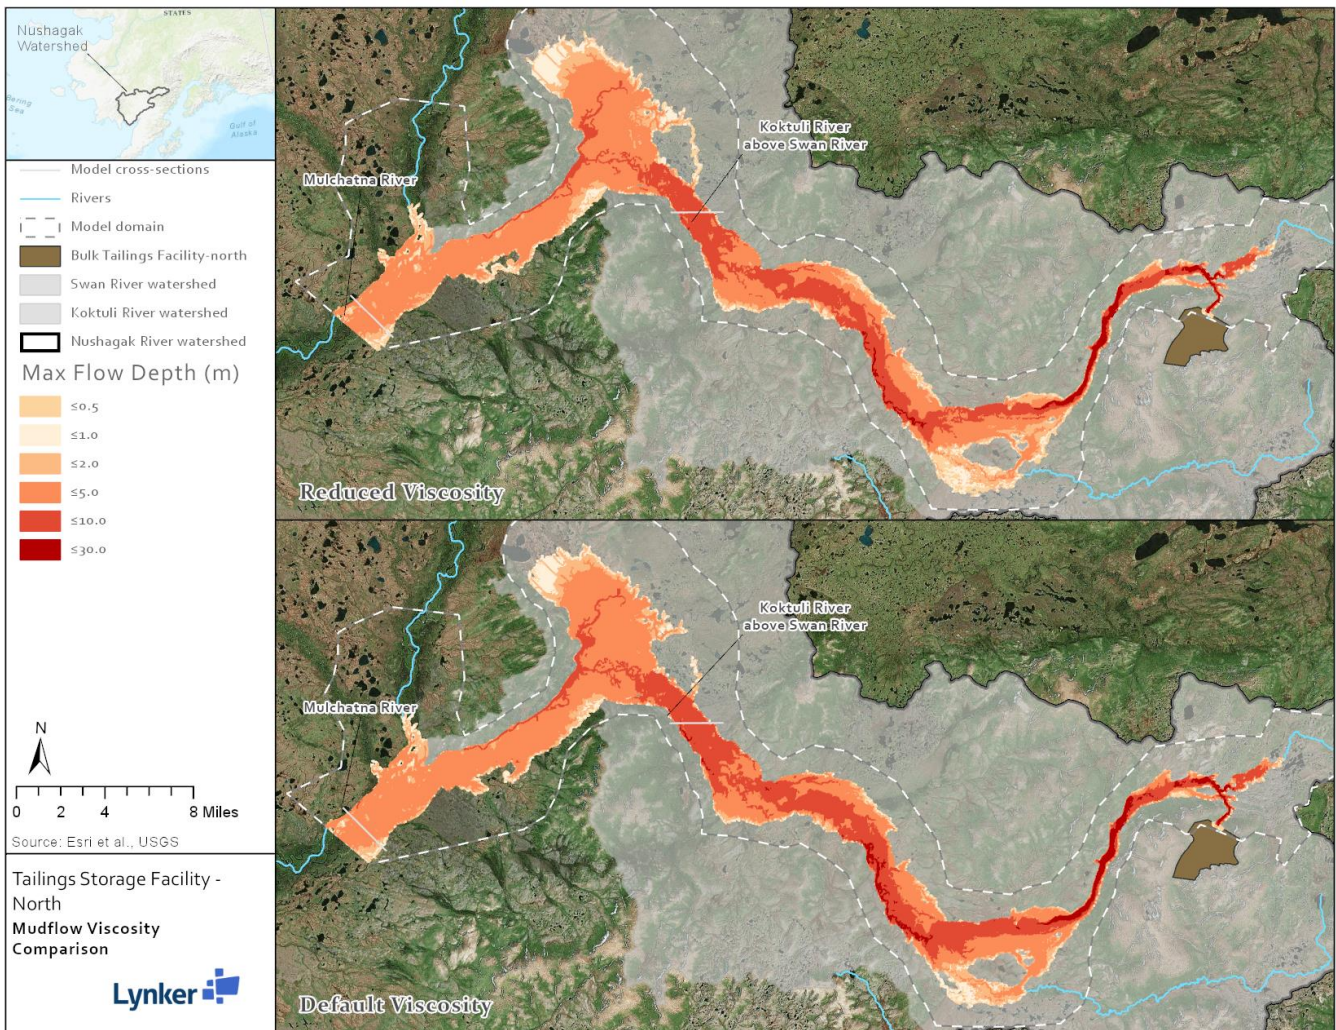 STATES
Nushagak
Watershed
Bering
Sea
Gulf of
Alaska
Model cross-sections
Rivers
Model domain
Bulk Tailings Facility-north
Swan River watershed
Koktuli River watershed
Nushagak River watershed
Max Flow Depth (m)
≤0.5
≤1.0
≤2.0
≤5.0
≤10.0
≤30.0
N
0 2 4 8 Miles
Source: Esri et al., USGS
Tailings Storage Facility -
North
Mudflow Viscosity
Comparison
Lynker
Koktuli River
above Swan River
Mulchatna River
Reduced Viscosity
Koktuli River
above Swan River
Mulchatna River
Default Viscosity